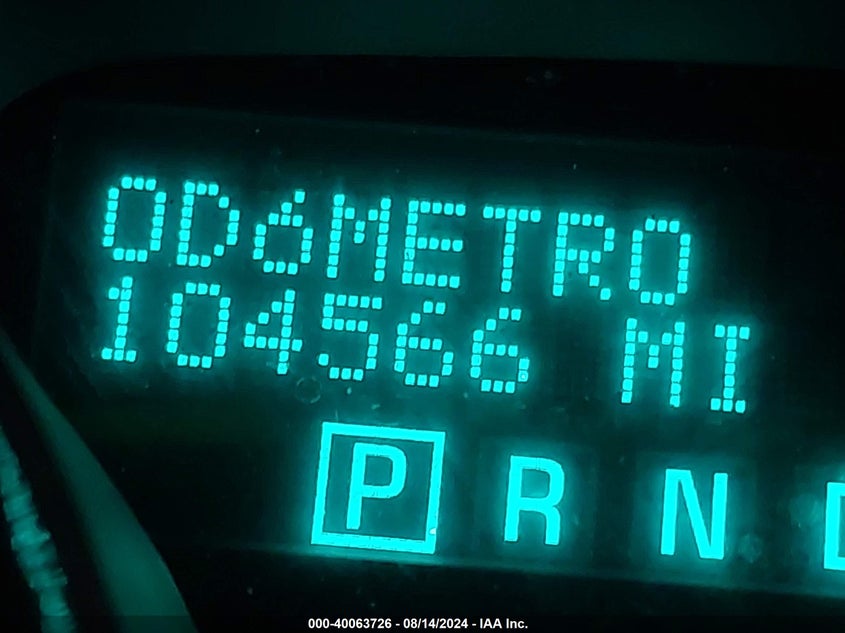 ODóMETRO
104566 MI
P R N
000-40063726 - 08/14/2024 - IAA Inc.